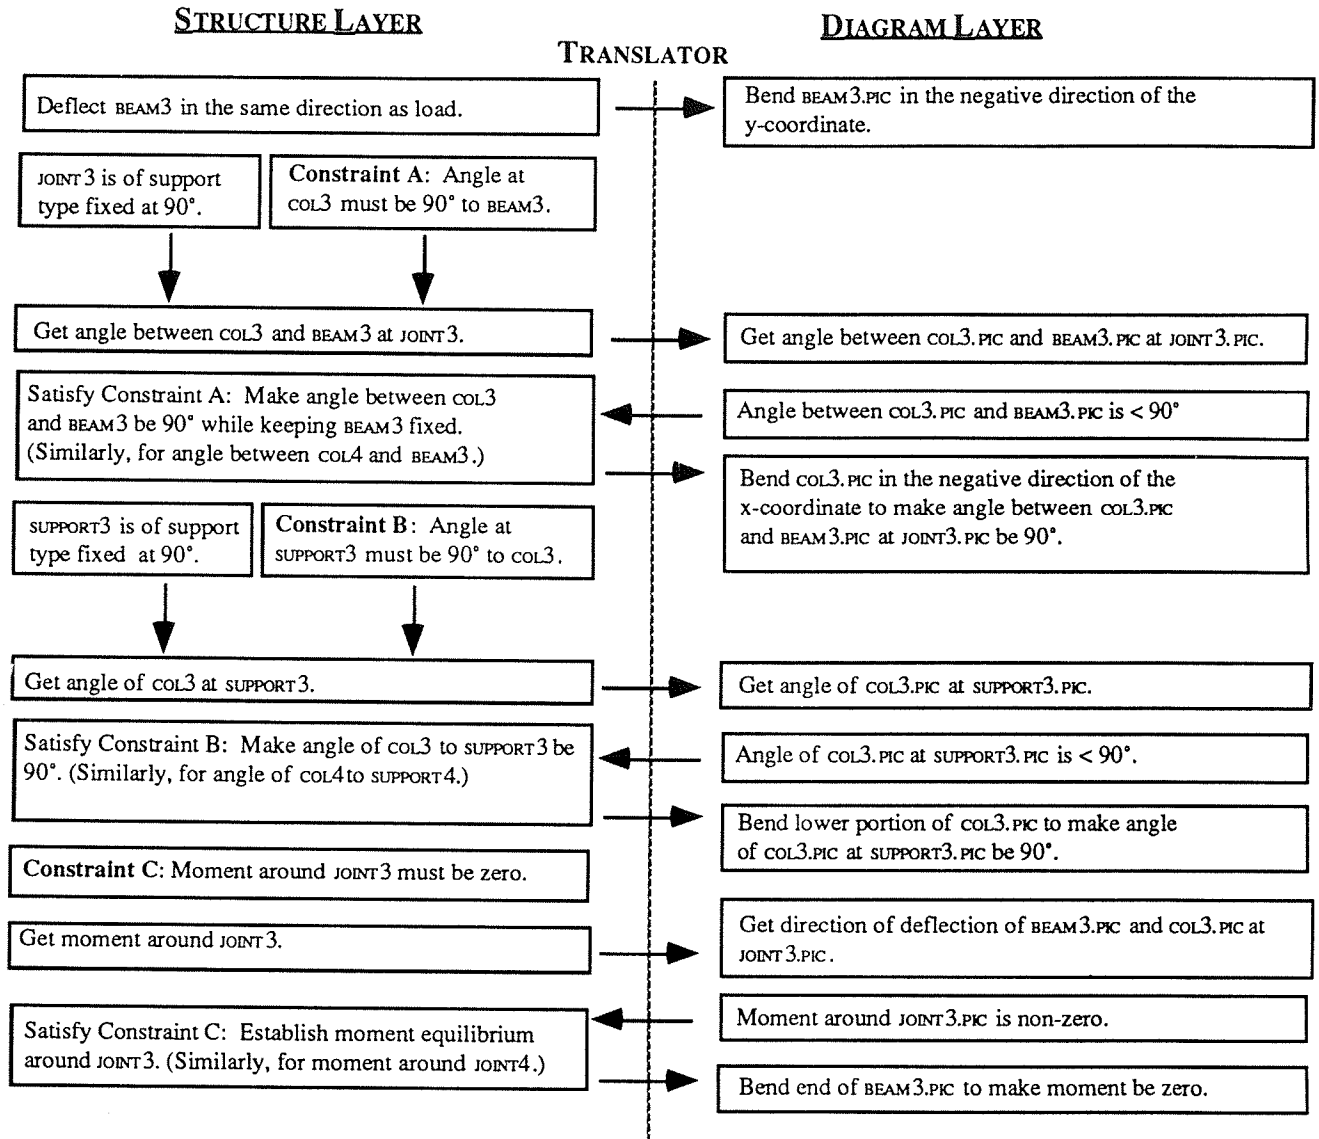 STRUCTURE LAYER
DIAGRAM LAYER
TRANSLATOR
Deflect BEAM3 in the same direction as load.
Bend BEAM3.PIC in the negative direction of the
y-coordinate.
JOINT3 is of support
type fixed at 90°.
Constraint A: Angle at
COL3 must be 90° to BEAM3.
Get angle between COL3 and BEAM3 at JOINT3.
Get angle between COL3.PIC and BEAM3.PIC at JOINT3.PIC.
Satisfy Constraint A: Make angle between COL3
and BEAM3 be 90° while keeping BEAM3 fixed.
(Similarly, for angle between COL4 and BEAM3.)
Angle between COL3.PIC and BEAM3.PIC is < 90°
Bend COL3.PIC in the negative direction of the
x-coordinate to make angle between COL3.PIC
and BEAM3.PIC at JOINT3.PIC be 90°.
SUPPORT3 is of support
type fixed at 90°.
Constraint B: Angle at
SUPPORT3 must be 90° to COL3.
Get angle of COL3 at SUPPORT3.
Get angle of COL3.PIC at SUPPORT3.PIC.
Satisfy Constraint B: Make angle of COL3 to SUPPORT3 be
90°. (Similarly, for angle of COL4 to SUPPORT4.)
Angle of COL3.PIC at SUPPORT3.PIC is < 90°.
Bend lower portion of COL3.PIC to make angle
of COL3.PIC at SUPPORT3.PIC be 90°.
Constraint C: Moment around JOINT3 must be zero.
Get moment around JOINT3.
Get direction of deflection of BEAM3.PIC and COL3.PIC at
JOINT3.PIC.
Satisfy Constraint C: Establish moment equilibrium
around JOINT3. (Similarly, for moment around JOINT4.)
Moment around JOINT3.PIC is non-zero.
Bend end of BEAM3.PIC to make moment be zero.